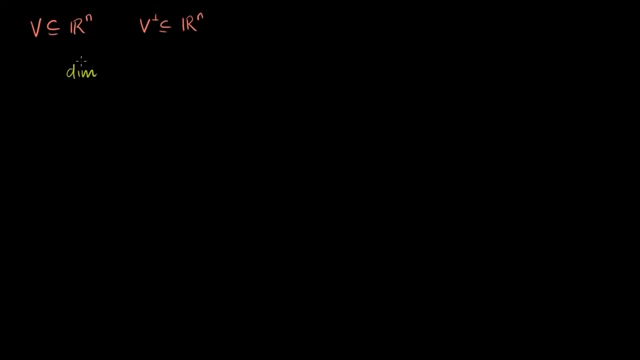 V ⊆ ℝⁿ V⊥ ⊆ ℝⁿ
dim